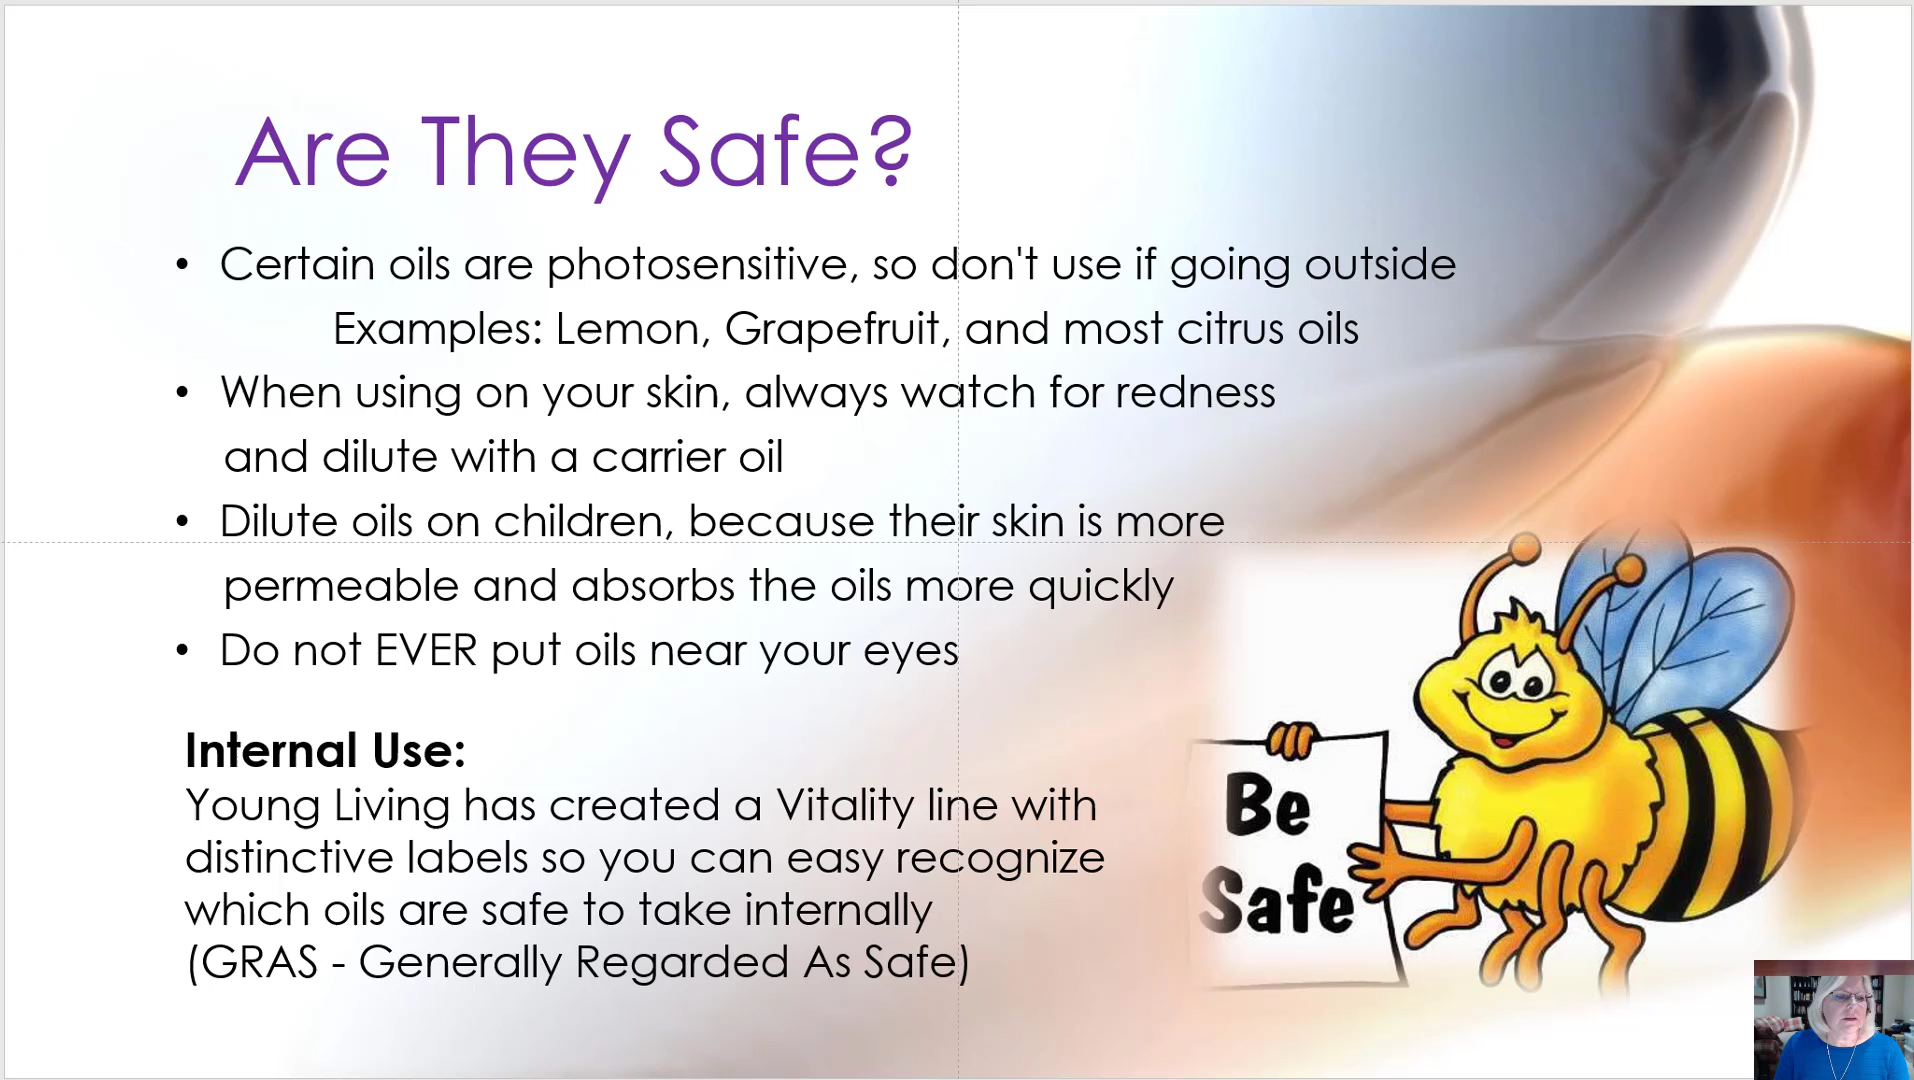 Are They Safe?
• Certain oils are photosensitive, so don't use if going outside
Examples: Lemon, Grapefruit, and most citrus oils
• When using on your skin, always watch for redness
and dilute with a carrier oil
• Dilute oils on children, because their skin is more
permeable and absorbs the oils more quickly
• Do not EVER put oils near your eyes
Internal Use:
Young Living has created a Vitality line with
distinctive labels so you can easy recognize
which oils are safe to take internally
(GRAS - Generally Regarded As Safe)
Be
Safe